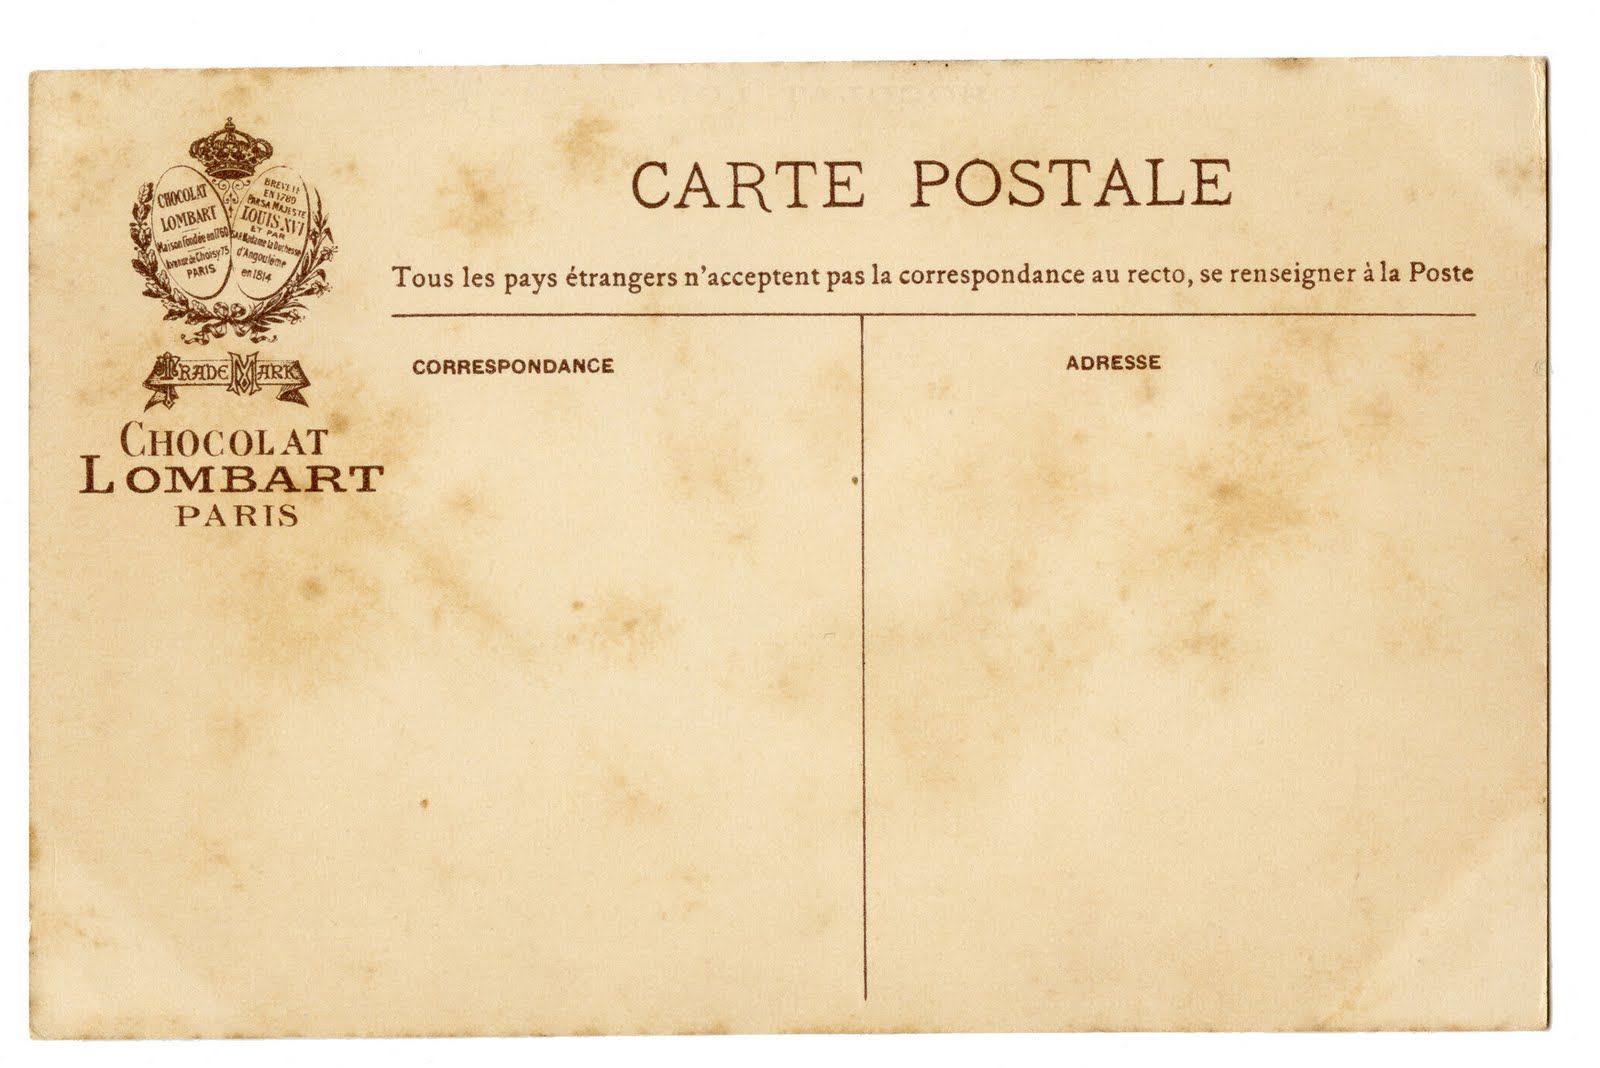 CARTE POSTALE
Tous les pays étrangers n'acceptent pas la correspondance au recto, se renseigner à la Poste
CHOCOLAT
LOMBART
Maison fondée en 1760
Avenue de Choisy 75
PARIS
BREVETÉ
EN 1780
PAR SA MAJESTÉ
LOUIS XVI
ET PAR
S.A.F. Madame la Duchesse
d'Angoulême
en 1814
TRADE MARK
CHOCOLAT
LOMBART
PARIS
CORRESPONDANCE
ADRESSE